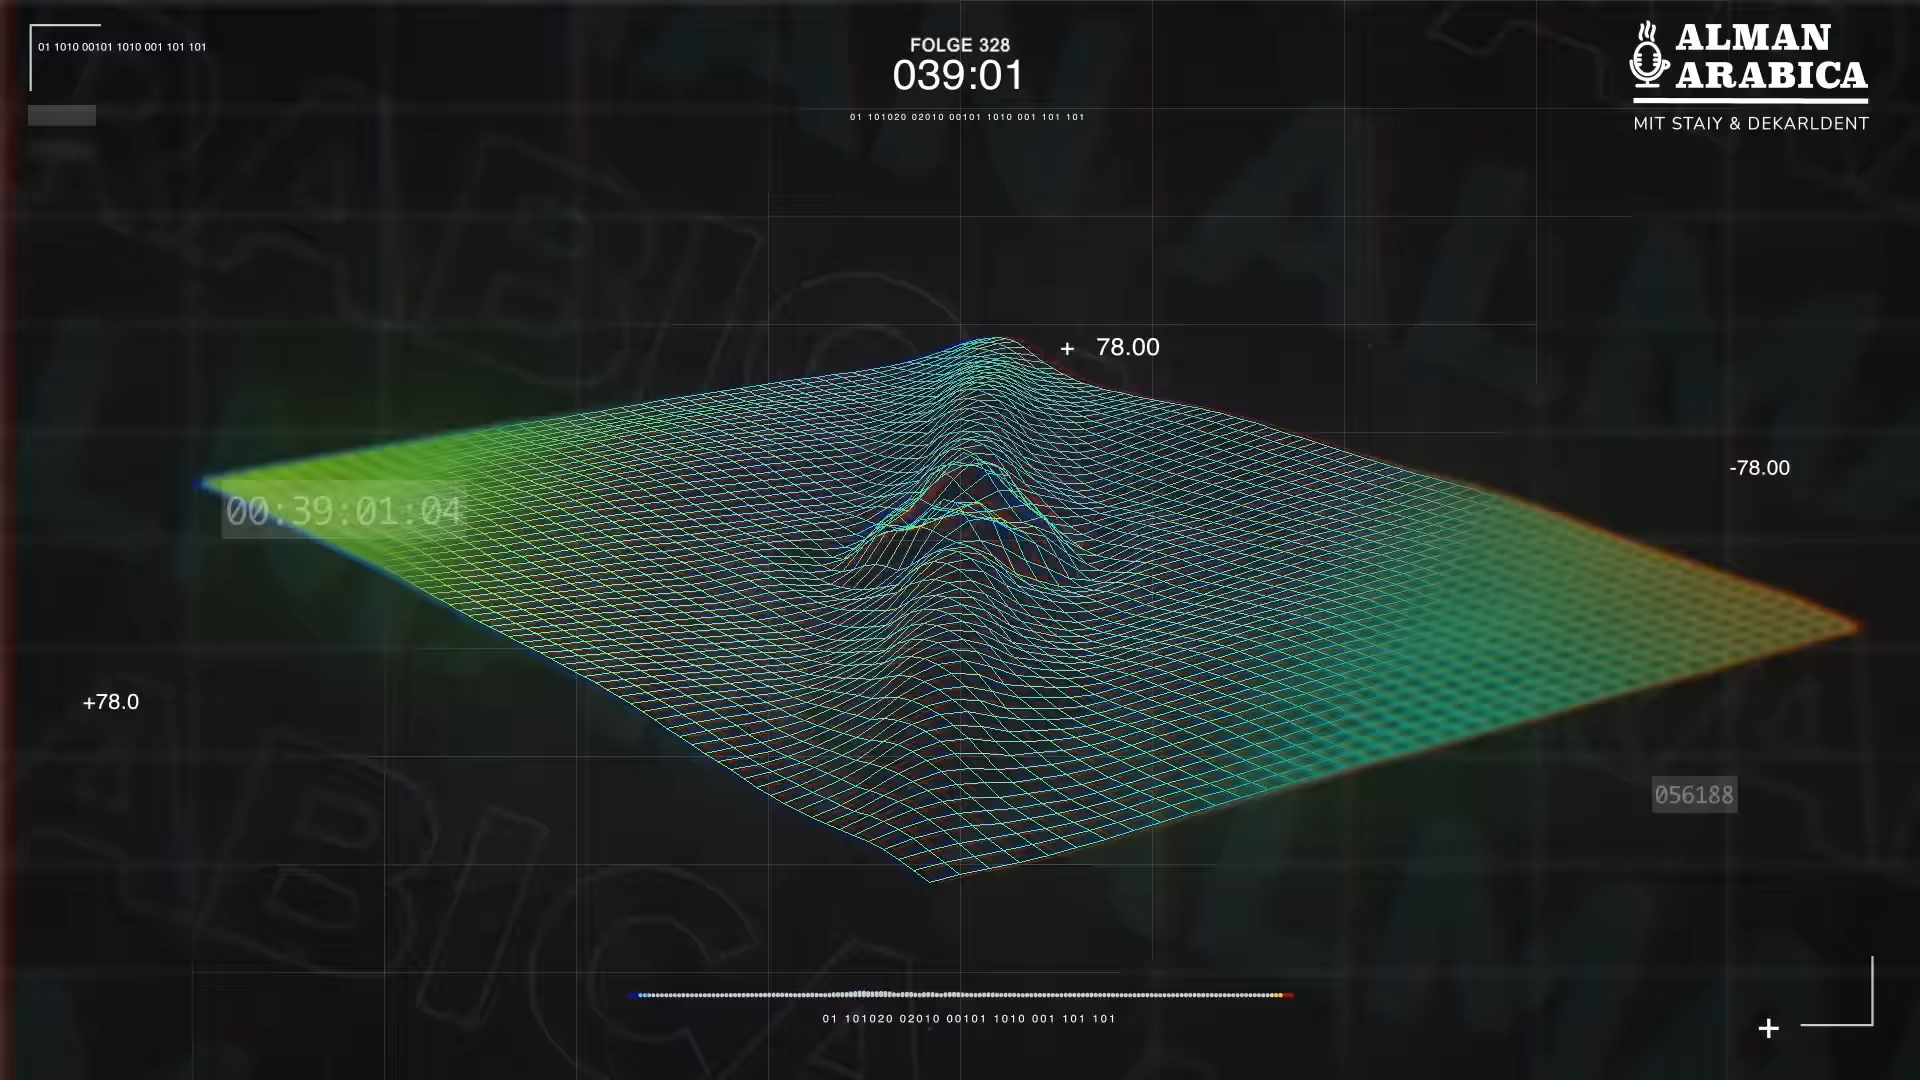 01 1010 00101 1010 001 101 101
FOLGE 328
039:01
01 101020 02010 00101 1010 001 101 101
ALMAN
ARABICA
MIT STAIY & DEKARLDENT
+ 78.00
-78.00
00:39:01:04
+78.0
056188
01 101020 02010 00101 1010 001 101 101
+